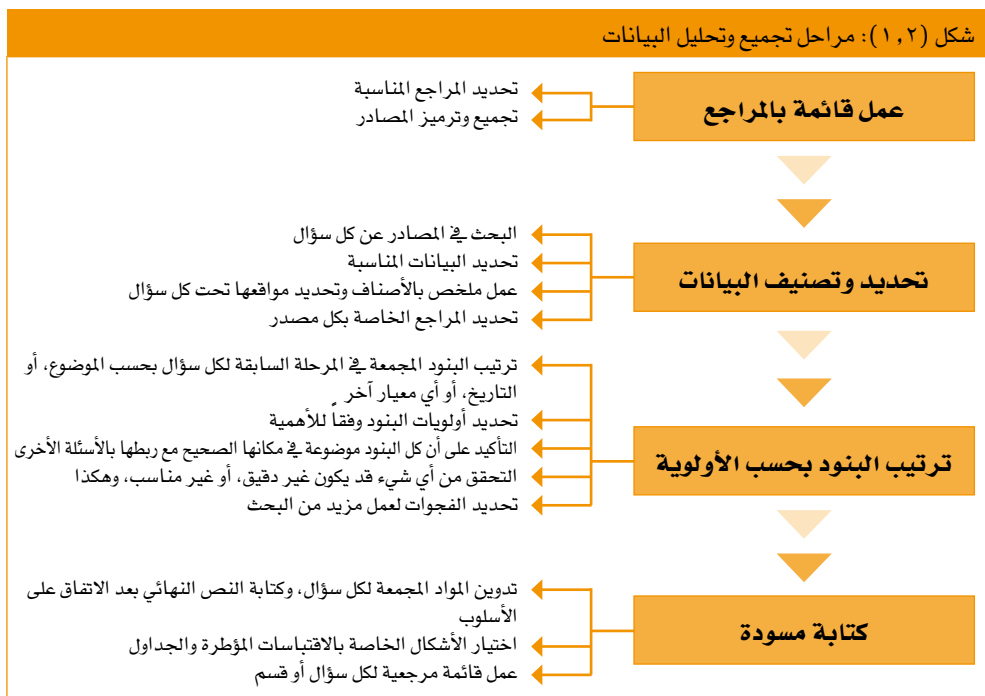 شكل (١,٢): مراحل تجميع وتحليل البيانات
عمل قائمة بالمراجع
تحديد المراجع المناسبة
تجميع وترميز المصادر
تحديد وتصنيف البيانات
البحث في المصادر عن كل سؤال
تحديد البيانات المناسبة
عمل ملخص بالأصناف وتحديد مواقعها تحت كل سؤال
تحديد المراجع الخاصة بكل مصدر
ترتيب البنود بحسب الأولوية
ترتيب البنود المجمعة في المرحلة السابقة لكل سؤال بحسب الموضوع، أو
التاريخ، أو أي معيار آخر
تحديد أولويات البنود وفقاً للأهمية
التأكيد على أن كل البنود موضوعة في مكانها الصحيح مع ربطها بالأسئلة الأخرى
التحقق من أي شيء قد يكون غير دقيق، أو غير مناسب، وهكذا
تحديد الفجوات لعمل مزيد من البحث
كتابة مسودة
تدوين المواد المجمعة لكل سؤال، وكتابة النص النهائي بعد الاتفاق على
الأسلوب
اختيار الأشكال الخاصة بالاقتباسات المؤطرة والجداول
عمل قائمة مرجعية لكل سؤال أو قسم